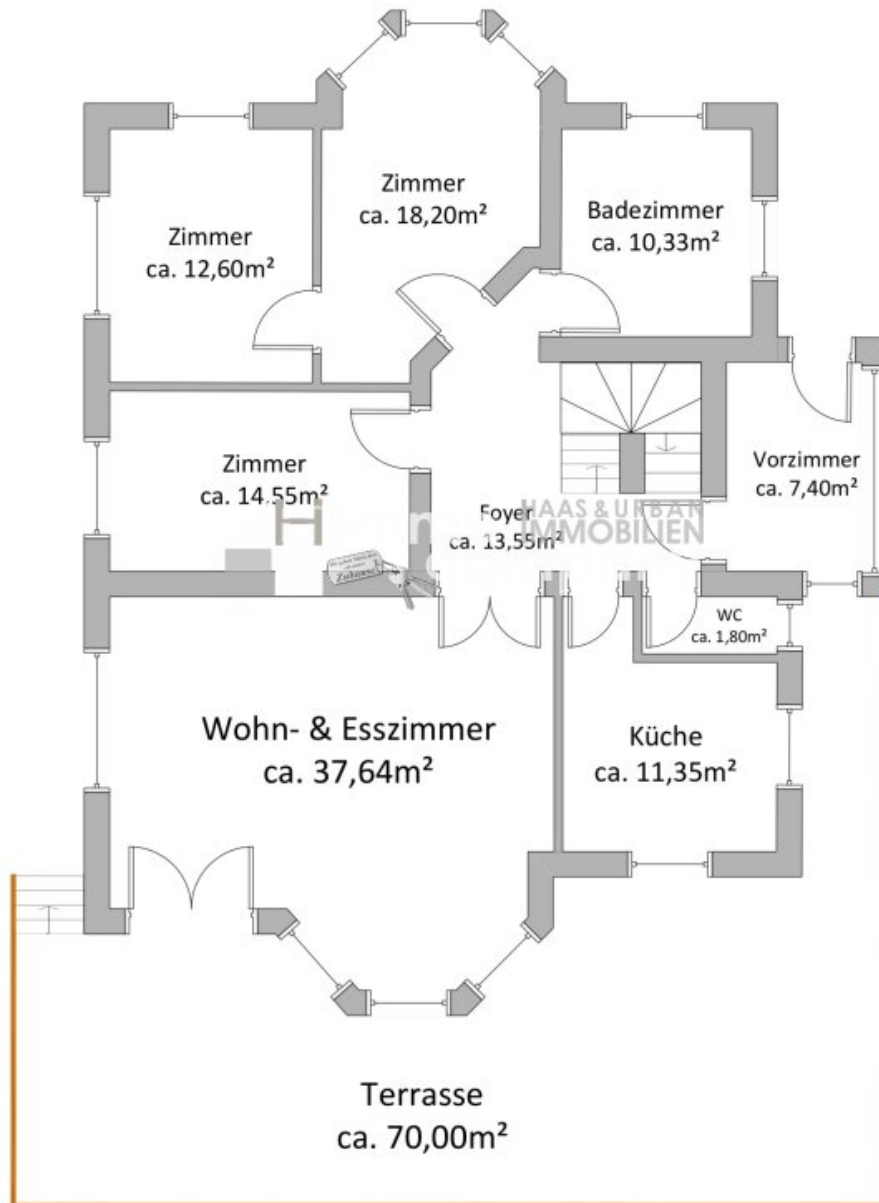 Zimmer
ca. 18,20m²
Badezimmer
ca. 10,33m²
Zimmer
ca. 12,60m²
Zimmer
ca. 14,55m²
Vorzimmer
ca. 7,40m²
Foyer
ca. 13,55m²
HAAS & URBAN
IMMOBILIEN
H
Zuhause
WC
ca. 1,80m²
Wohn- & Esszimmer
ca. 37,64m²
Küche
ca. 11,35m²
Terrasse
ca. 70,00m²